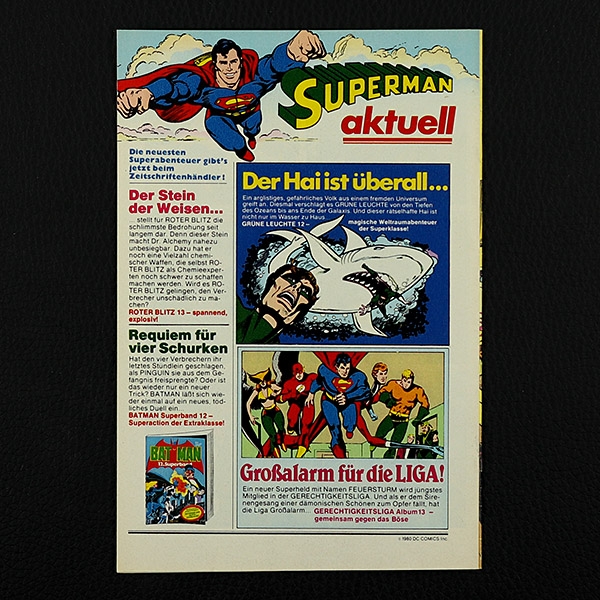 SUPERMAN
aktuell
Die neuesten
Superabenteuer gibt's
jetzt beim
Zeitschriftenhändler!
Der Stein
der Weisen...
... stellt für ROTER BLITZ die
schlimmste Bedrohung seit
langem dar. Denn dieser Stein
macht Dr. Alchemy nahezu
unbesiegbar. Dazu hat er
noch eine Vielzahl chemi-
scher Waffen, die selbst RO-
TER BLITZ als Chemieexper-
ten noch schwer zu schaffen
machen werden. Wird es RO-
TER BLITZ gelingen, den Ver-
brecher unschädlich zu ma-
chen?
ROTER BLITZ 13 – spannend,
explosiv!
Requiem für
vier Schurken
Hat den vier Verbrechern ihr
letztes Stündlein geschlagen,
als PINGUIN sie aus dem Ge-
fängnis freisprengte? Oder ist
das wieder nur ein neuer
Trick? BATMAN läßt sich wie-
der einmal auf ein neues, töd-
liches Duell ein...
BATMAN Superband 12 –
Superaction der Extraklasse!
BATMAN
12. Superband
Der Hai ist überall...
Ein arglistiges, gefährliches Volk aus einem fremden Universum
greift an. Diesmal verschlägt es GRÜNE LEUCHTE von den Tiefen
des Ozeans bis ans Ende der Galaxis. Und dieser rätselhafte Hai ist
nicht nur im Wasser zu Haus...
GRÜNE LEUCHTE 12 – magische Weltraumabenteuer
der Superklasse!
Großalarm für die LIGA!
Ein neuer Superheld mit Namen FEUERSTURM wird jüngstes
Mitglied in der GERECHTIGKEITSLIGA. Und als er dem Sire-
nengesang einer dämonischen Schönen zum Opfer fällt, hat
die Liga Großalarm... GERECHTIGKEITSLIGA Album 13 –
gemeinsam gegen das Böse
© 1980 DC COMICS Inc.